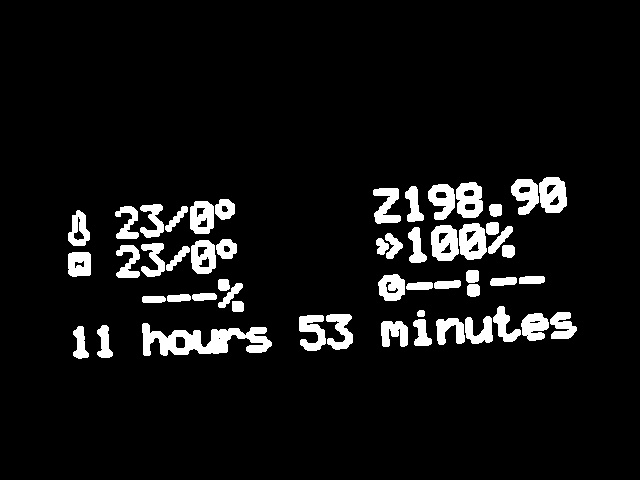 23/0° Z198.90
23/0° »100%
---% --:--
11 hours 53 minutes